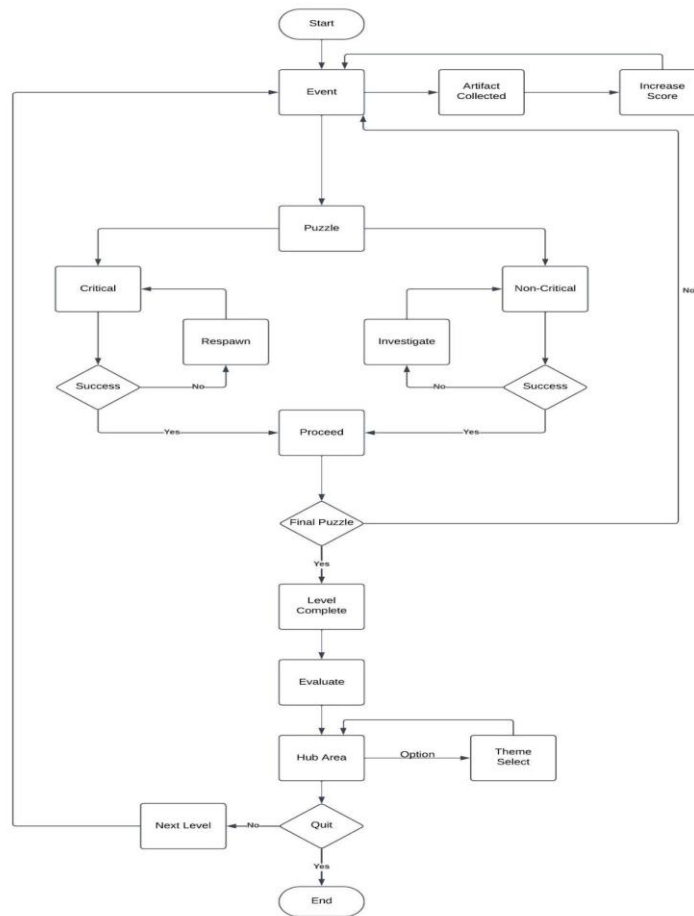 Start
Event
Artifact
Collected
Increase
Score
Puzzle
Critical
Non-Critical
No
Respawn
Investigate
Success
No
No
Success
Yes
Proceed
Yes
Final Puzzle
Yes
Level
Complete
Evaluate
Hub Area
Option
Theme
Select
Next Level
No
Quit
Yes
End